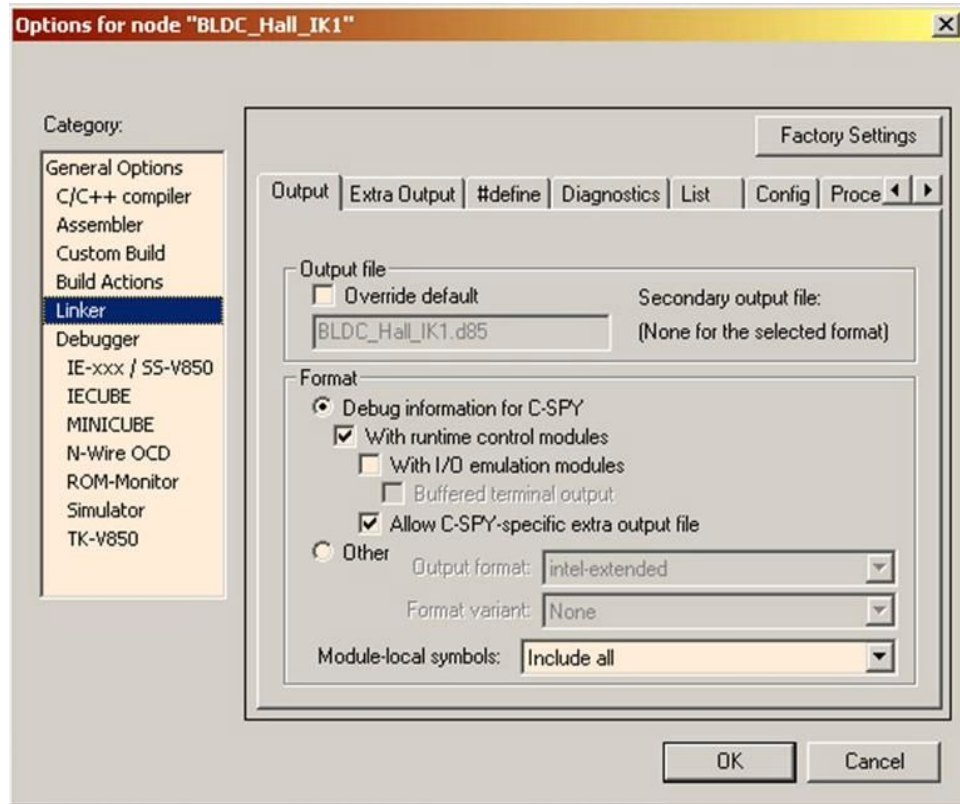 Options for node "BLDC_Hall_IK1"
Category:
General Options
C/C++ compiler
Assembler
Custom Build
Build Actions
Linker
Debugger
IE-xxx / SS-V850
IECUBE
MINICUBE
N-Wire OCD
ROM-Monitor
Simulator
TK-V850
Factory Settings
Output Extra Output #define Diagnostics List Config Proce
Output file
Override default
BLDC_Hall_IK1.d85
Secondary output file:
(None for the selected format)
Format
Debug information for C-SPY
With runtime control modules
With I/O emulation modules
Buffered terminal output
Allow C-SPY-specific extra output file
Other
Output format: intel-extended
Format variant: None
Module-local symbols: Include all
OK Cancel